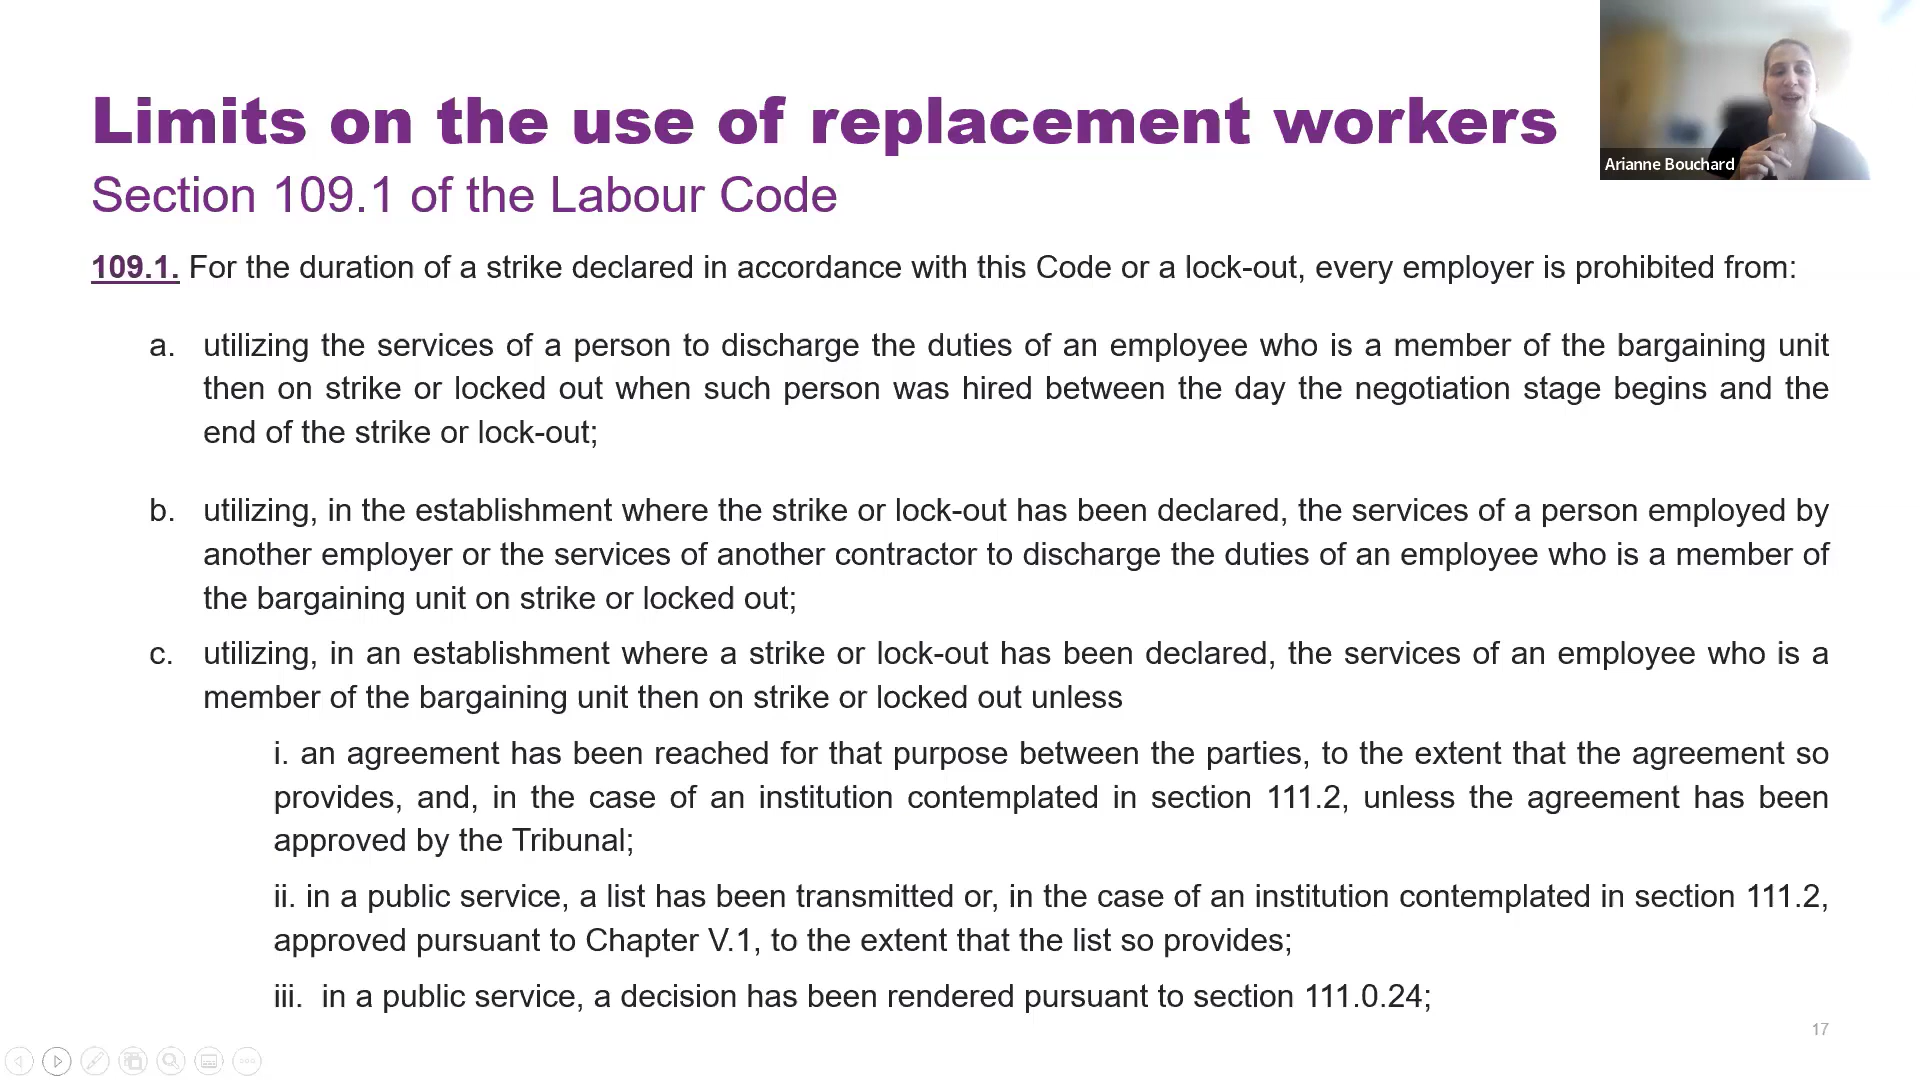 Limits on the use of replacement workers
Arianne Bouchard
Section 109.1 of the Labour Code
109.1. For the duration of a strike declared in accordance with this Code or a lock-out, every employer is prohibited from:
a. utilizing the services of a person to discharge the duties of an employee who is a member of the bargaining unit
then on strike or locked out when such person was hired between the day the negotiation stage begins and the
end of the strike or lock-out;
b. utilizing, in the establishment where the strike or lock-out has been declared, the services of a person employed by
another employer or the services of another contractor to discharge the duties of an employee who is a member of
the bargaining unit on strike or locked out;
c. utilizing, in an establishment where a strike or lock-out has been declared, the services of an employee who is a
member of the bargaining unit then on strike or locked out unless
i. an agreement has been reached for that purpose between the parties, to the extent that the agreement so
provides, and, in the case of an institution contemplated in section 111.2, unless the agreement has been
approved by the Tribunal;
ii. in a public service, a list has been transmitted or, in the case of an institution contemplated in section 111.2,
approved pursuant to Chapter V.1, to the extent that the list so provides;
iii. in a public service, a decision has been rendered pursuant to section 111.0.24;
17